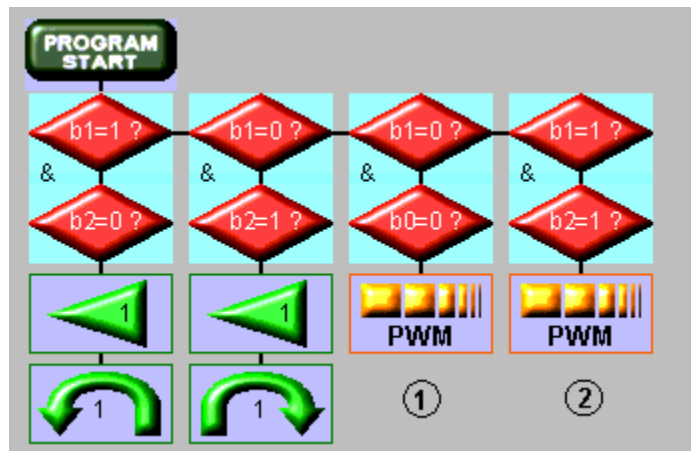 PROGRAM
START
b1=1 ? b1=0 ? b1=0 ? b1=1 ?
& & & &
b2=0 ? b2=1 ? b0=0 ? b2=1 ?
1 1
PWM PWM
1 1 1 2